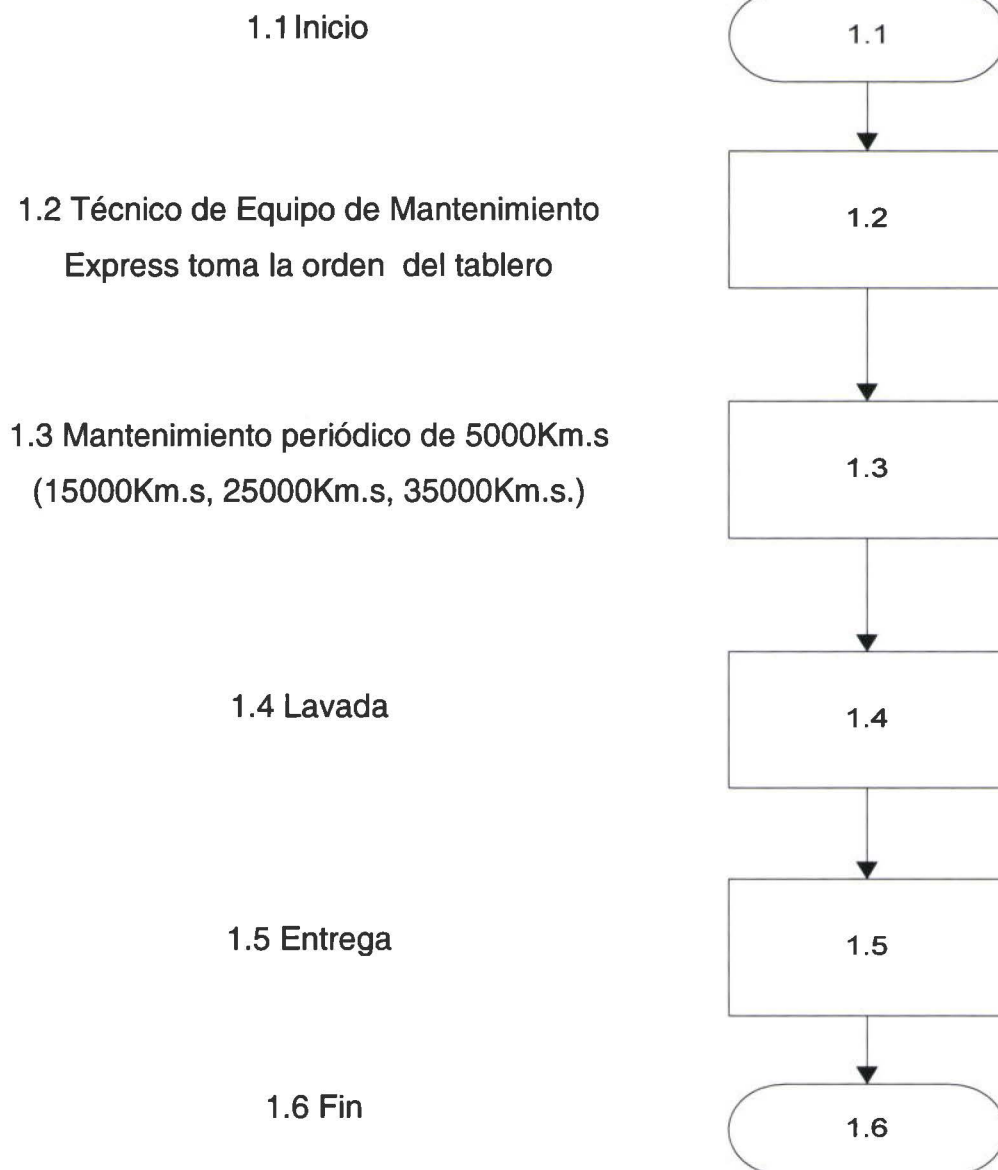 1.1 Inicio
1.1
1.2 Técnico de Equipo de Mantenimiento
Express toma la orden del tablero
1.2
1.3 Mantenimiento periódico de 5000Km.s
(15000Km.s, 25000Km.s, 35000Km.s.)
1.3
1.4 Lavada
1.4
1.5 Entrega
1.5
1.6 Fin
1.6